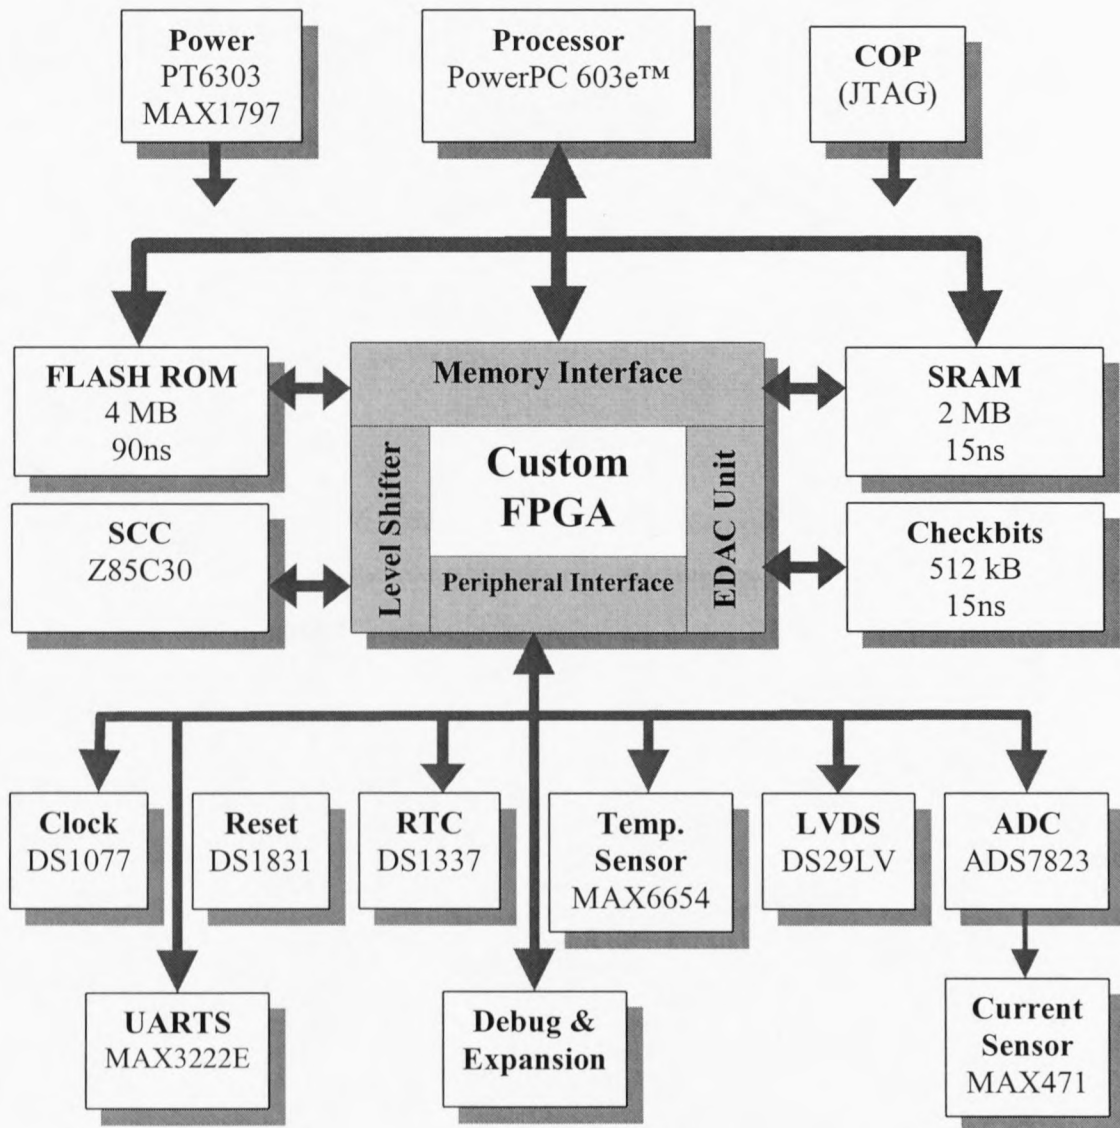 Power
PT6303
MAX1797
Processor
PowerPC 603e™
COP
(JTAG)
FLASH ROM
4 MB
90ns
Memory Interface
SRAM
2 MB
15ns
Level Shifter
Custom
FPGA
EDAC Unit
SCC
Z85C30
Peripheral Interface
Checkbits
512 kB
15ns
Clock
DS1077
Reset
DS1831
RTC
DS1337
Temp.
Sensor
MAX6654
LVDS
DS29LV
ADC
ADS7823
UARTS
MAX3222E
Debug &
Expansion
Current
Sensor
MAX471